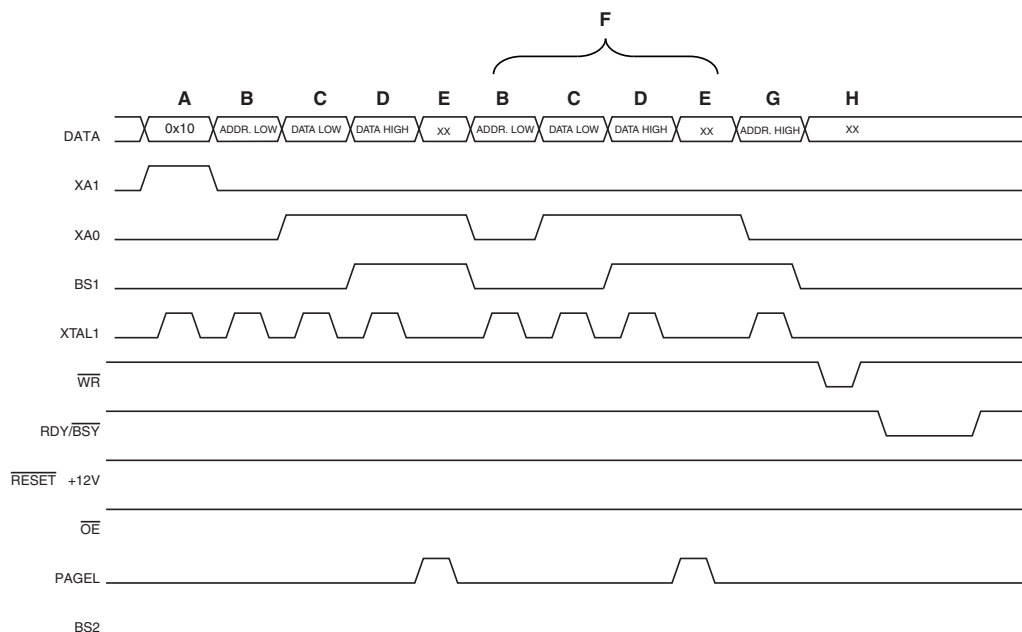 F
A B C D E B C D E G H
DATA 0x10 ADDR. LOW DATA LOW DATA HIGH XX ADDR. LOW DATA LOW DATA HIGH XX ADDR. HIGH XX
XA1
XA0
BS1
XTAL1
WR
RDY/BSY
RESET +12V
OE
PAGEL
BS2